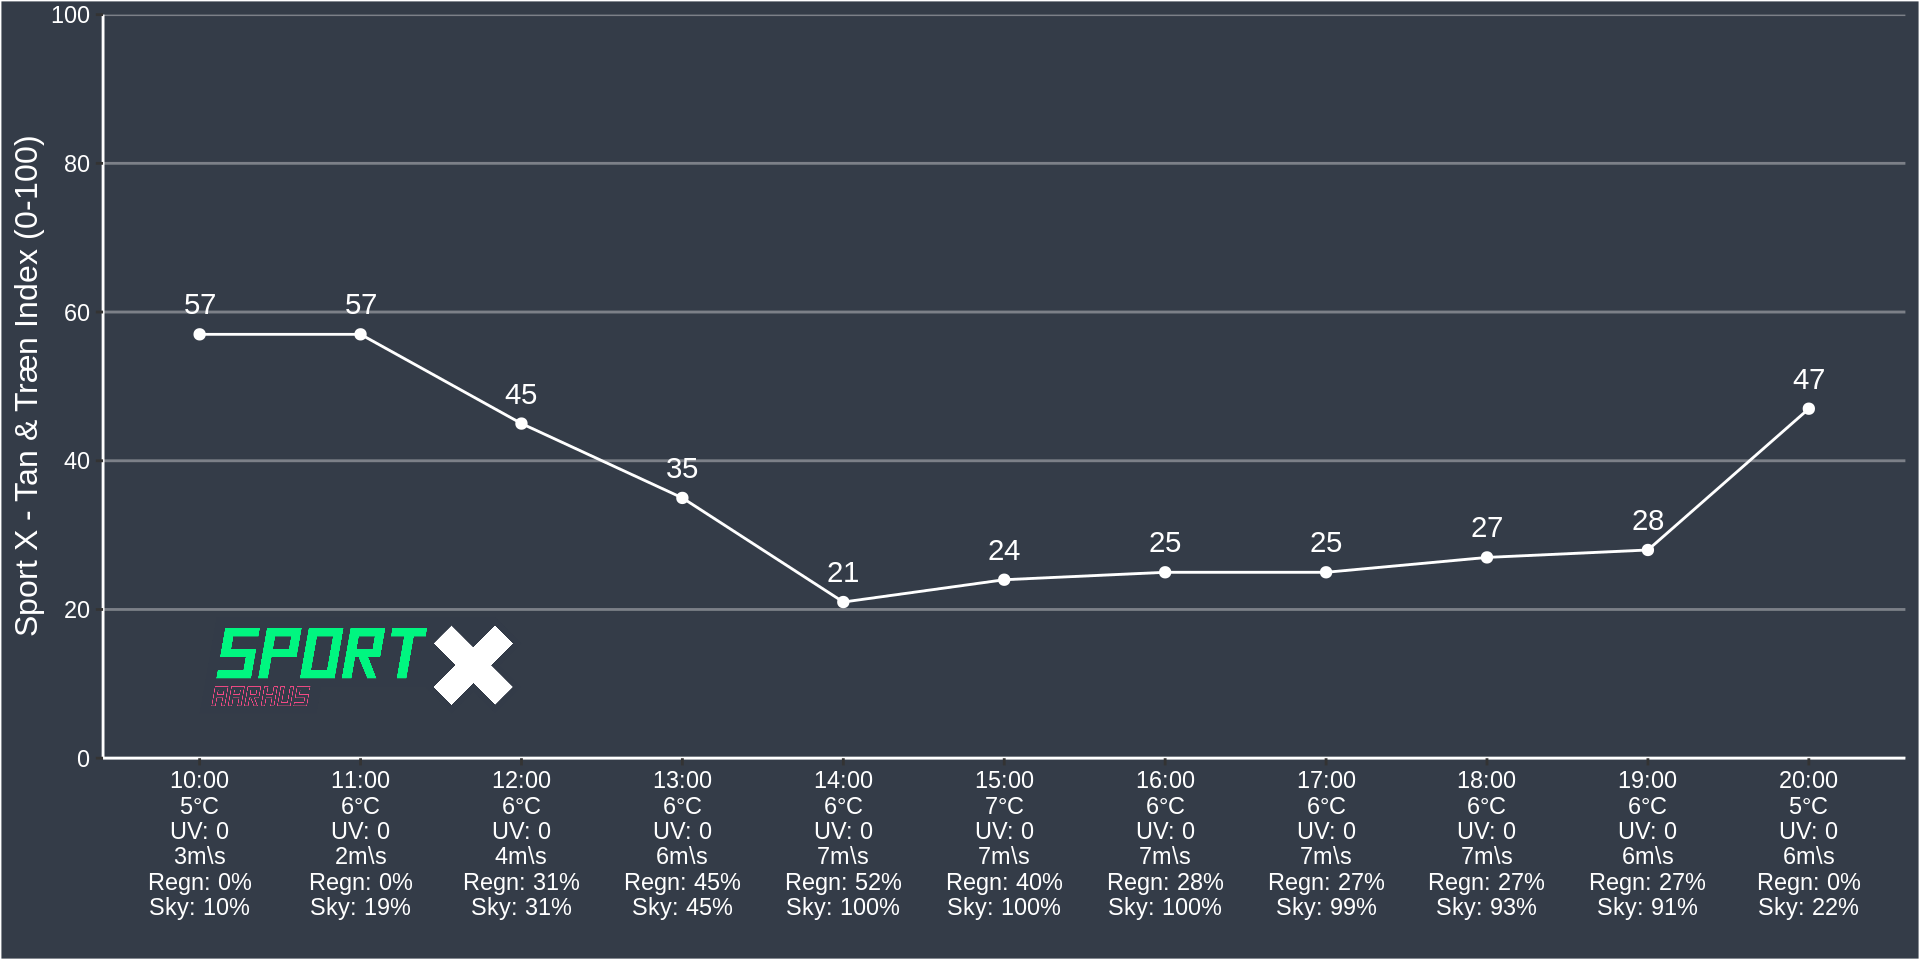 Sport X - Tan & Træn Index (0-100)
100
80
60
40
20
0
57
57
45
35
21
24
25
25
27
28
47
SPORT X
AARHUS
10:00 11:00 12:00 13:00 14:00 15:00 16:00 17:00 18:00 19:00 20:00
5°C 6°C 6°C 6°C 6°C 7°C 6°C 6°C 6°C 6°C 5°C
UV: 0 UV: 0 UV: 0 UV: 0 UV: 0 UV: 0 UV: 0 UV: 0 UV: 0 UV: 0 UV: 0
3m\s 2m\s 4m\s 6m\s 7m\s 7m\s 7m\s 7m\s 7m\s 6m\s 6m\s
Regn: 0% Regn: 0% Regn: 31% Regn: 45% Regn: 52% Regn: 40% Regn: 28% Regn: 27% Regn: 27% Regn: 27% Regn: 0%
Sky: 10% Sky: 19% Sky: 31% Sky: 45% Sky: 100% Sky: 100% Sky: 100% Sky: 99% Sky: 93% Sky: 91% Sky: 22%